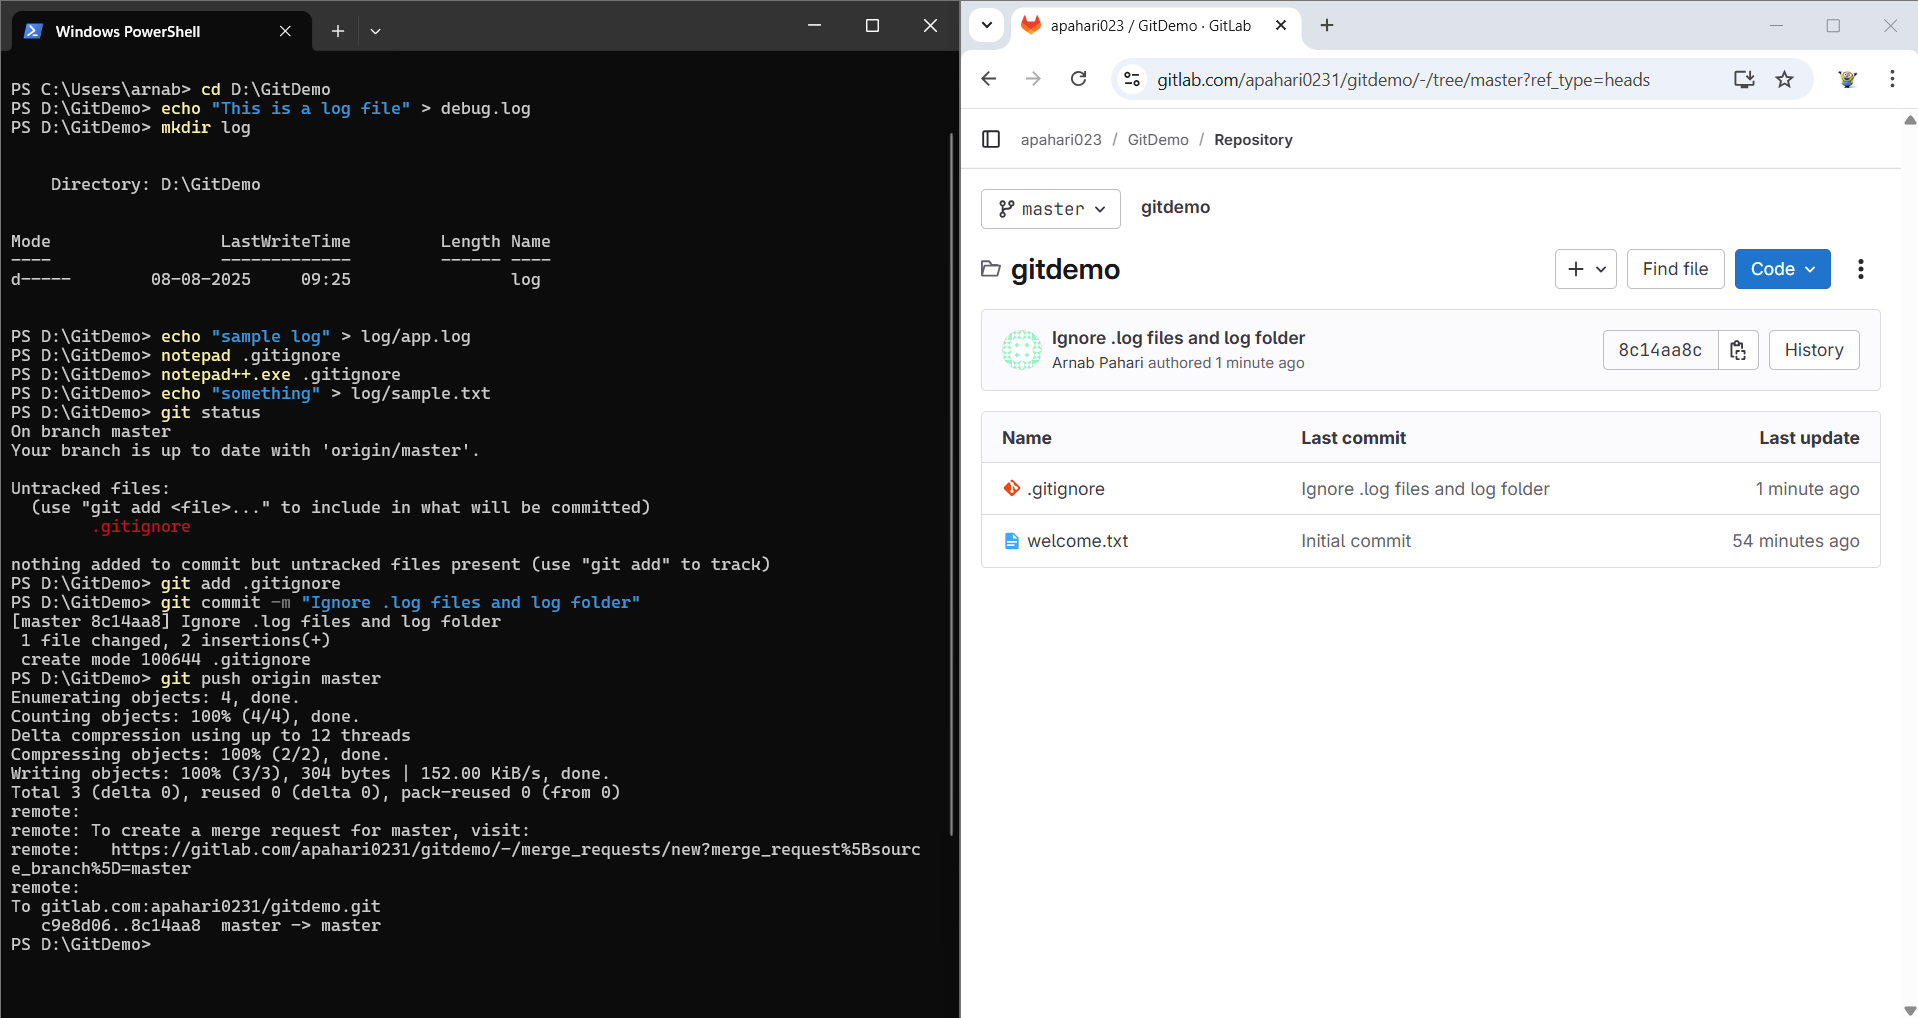 Windows PowerShell
PS C:\Users\arnab> cd D:\GitDemo
PS D:\GitDemo> echo "This is a log file" > debug.log
PS D:\GitDemo> mkdir log
Directory: D:\GitDemo
Mode LastWriteTime Length Name
---- ------------- ------ ----
d----- 08-08-2025 09:25 log
PS D:\GitDemo> echo "sample log" > log/app.log
PS D:\GitDemo> notepad .gitignore
PS D:\GitDemo> notepad++.exe .gitignore
PS D:\GitDemo> echo "something" > log/sample.txt
PS D:\GitDemo> git status
On branch master
Your branch is up to date with 'origin/master'.
Untracked files:
(use "git add <file>..." to include in what will be committed)
.gitignore
nothing added to commit but untracked files present (use "git add" to track)
PS D:\GitDemo> git add .gitignore
PS D:\GitDemo> git commit -m "Ignore .log files and log folder"
[master 8c14aa8] Ignore .log files and log folder
1 file changed, 2 insertions(+)
create mode 100644 .gitignore
PS D:\GitDemo> git push origin master
Enumerating objects: 4, done.
Counting objects: 100% (4/4), done.
Delta compression using up to 12 threads
Compressing objects: 100% (2/2), done.
Writing objects: 100% (3/3), 304 bytes | 152.00 KiB/s, done.
Total 3 (delta 0), reused 0 (delta 0), pack-reused 0 (from 0)
remote:
remote: To create a merge request for master, visit:
remote:   https://gitlab.com/apahari0231/gitdemo/-/merge_requests/new?merge_request%5Bsourc
e_branch%5D=master
remote:
To gitlab.com:apahari0231/gitdemo.git
c9e8d06..8c14aa8  master -> master
PS D:\GitDemo>
apahari023 / GitDemo · GitLab
gitlab.com/apahari0231/gitdemo/-/tree/master?ref_type=heads
apahari023 / GitDemo / Repository
master gitdemo
gitdemo
Find file
Code
Ignore .log files and log folder
Arnab Pahari authored 1 minute ago
8c14aa8c
History
Name Last commit Last update
.gitignore Ignore .log files and log folder 1 minute ago
welcome.txt Initial commit 54 minutes ago